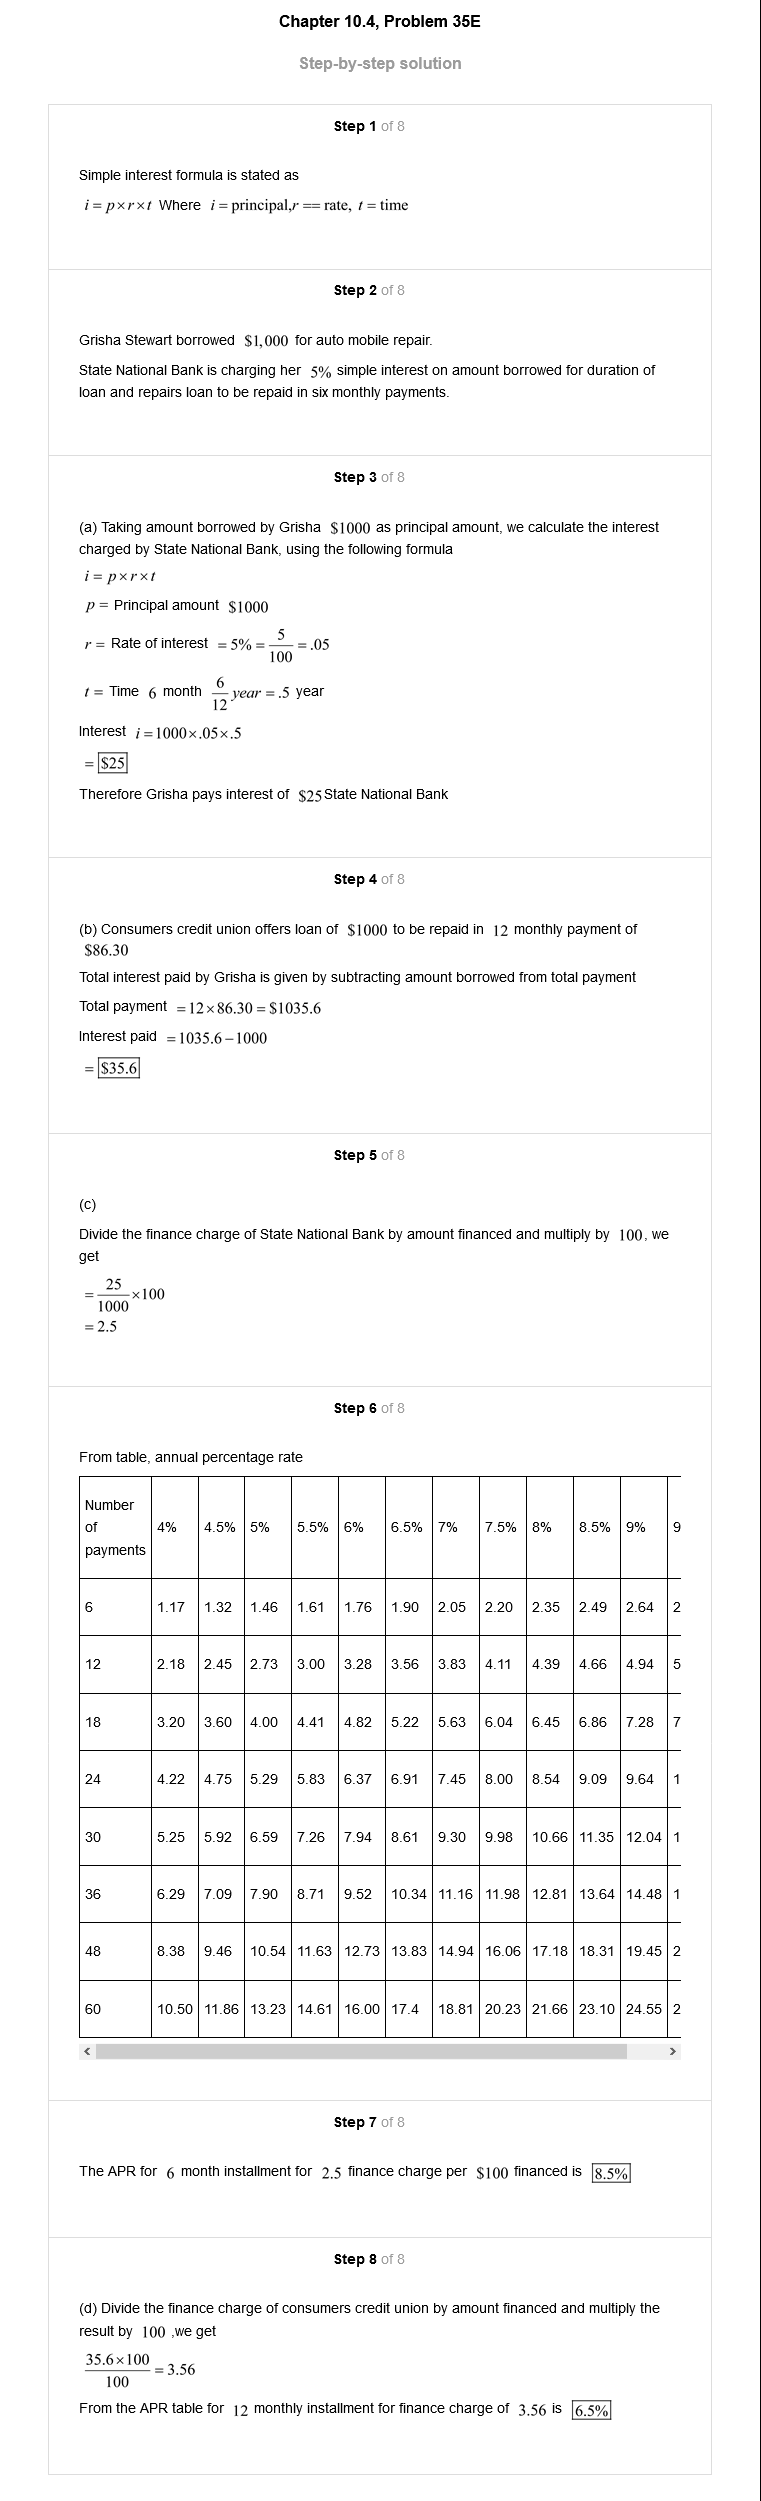 Chapter 10.4, Problem 35E
Step-by-step solution
Step 1 of 8
Simple interest formula is stated as
i = p×r×t Where i = principal,r == rate, t = time
Step 2 of 8
Grisha Stewart borrowed $1,000 for auto mobile repair.
State National Bank is charging her 5% simple interest on amount borrowed for duration of
loan and repairs loan to be repaid in six monthly payments.
Step 3 of 8
(a) Taking amount borrowed by Grisha $1000 as principal amount, we calculate the interest
charged by State National Bank, using the following formula
i = p×r×t
p = Principal amount $1000
r = Rate of interest = 5% = 5/100 = .05
t = Time 6 month 6/12 year = .5 year
Interest i = 1000×.05×.5
= $25
Therefore Grisha pays interest of $25 State National Bank
Step 4 of 8
(b) Consumers credit union offers loan of $1000 to be repaid in 12 monthly payment of
$86.30
Total interest paid by Grisha is given by subtracting amount borrowed from total payment
Total payment = 12×86.30 = $1035.6
Interest paid = 1035.6 – 1000
= $35.6
Step 5 of 8
(c)
Divide the finance charge of State National Bank by amount financed and multiply by 100, we
get
= 25/1000 ×100
= 2.5
Step 6 of 8
From table, annual percentage rate
Number of payments 4% 4.5% 5% 5.5% 6% 6.5% 7% 7.5% 8% 8.5% 9% 9
6 1.17 1.32 1.46 1.61 1.76 1.90 2.05 2.20 2.35 2.49 2.64 2
12 2.18 2.45 2.73 3.00 3.28 3.56 3.83 4.11 4.39 4.66 4.94 5
18 3.20 3.60 4.00 4.41 4.82 5.22 5.63 6.04 6.45 6.86 7.28 7
24 4.22 4.75 5.29 5.83 6.37 6.91 7.45 8.00 8.54 9.09 9.64 1
30 5.25 5.92 6.59 7.26 7.94 8.61 9.30 9.98 10.66 11.35 12.04 1
36 6.29 7.09 7.90 8.71 9.52 10.34 11.16 11.98 12.81 13.64 14.48 1
48 8.38 9.46 10.54 11.63 12.73 13.83 14.94 16.06 17.18 18.31 19.45 2
60 10.50 11.86 13.23 14.61 16.00 17.4 18.81 20.23 21.66 23.10 24.55 2
Step 7 of 8
The APR for 6 month installment for 2.5 finance charge per $100 financed is 8.5%
Step 8 of 8
(d) Divide the finance charge of consumers credit union by amount financed and multiply the
result by 100 ,we get
35.6×100/100 = 3.56
From the APR table for 12 monthly installment for finance charge of 3.56 is 6.5%